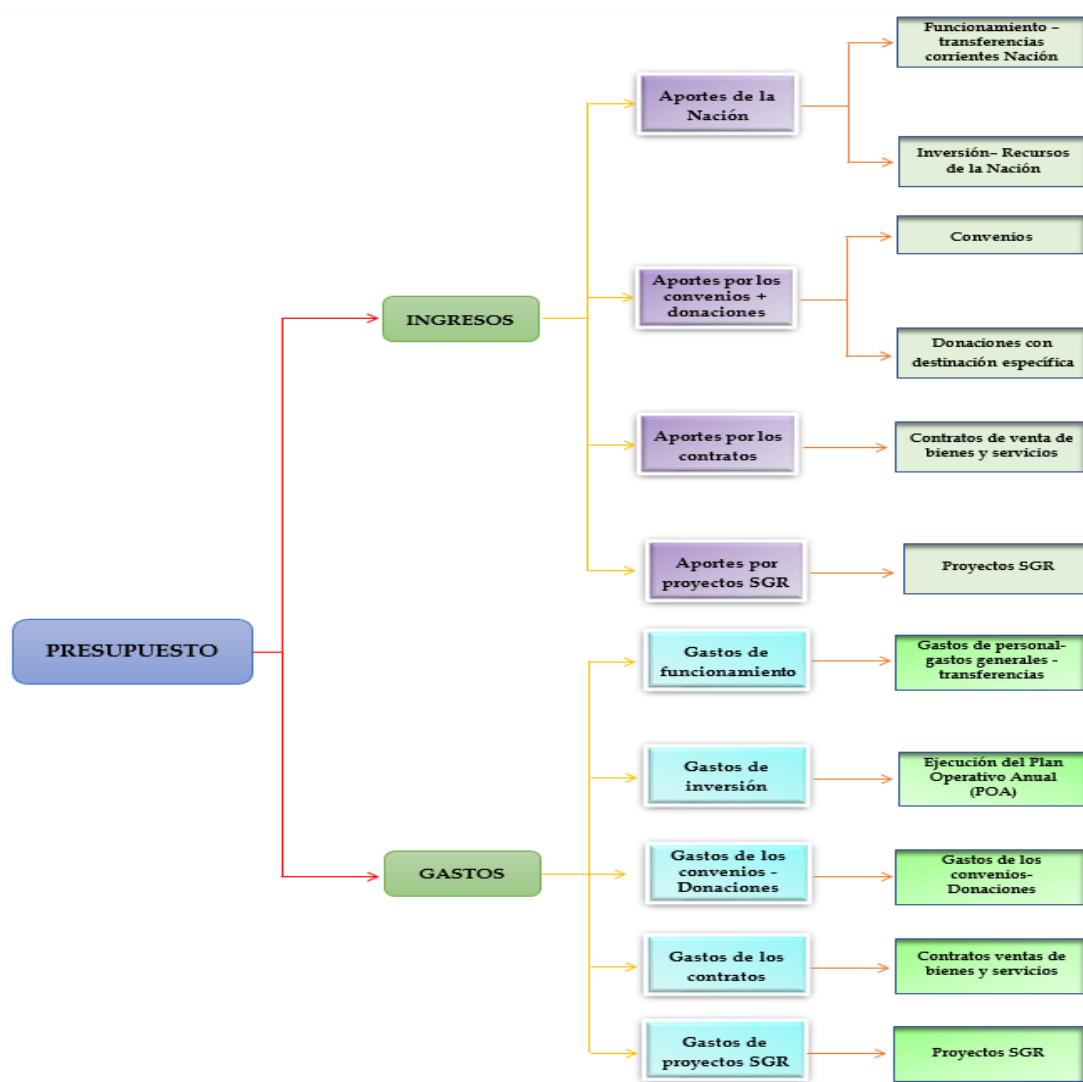 PRESUPUESTO
INGRESOS
Aportes de la
Nación
Funcionamiento –
transferencias
corrientes Nación
Inversión– Recursos
de la Nación
Aportes por los
convenios +
donaciones
Convenios
Donaciones con
destinación específica
Aportes por los
contratos
Contratos de venta de
bienes y servicios
Aportes por
proyectos SGR
Proyectos SGR
GASTOS
Gastos de
funcionamiento
Gastos de personal-
gastos generales -
transferencias
Gastos de
inversión
Ejecución del Plan
Operativo Anual
(POA)
Gastos de los
convenios -
Donaciones
Gastos de los
convenios-
Donaciones
Gastos de los
contratos
Contratos ventas de
bienes y servicios
Gastos de
proyectos SGR
Proyectos SGR